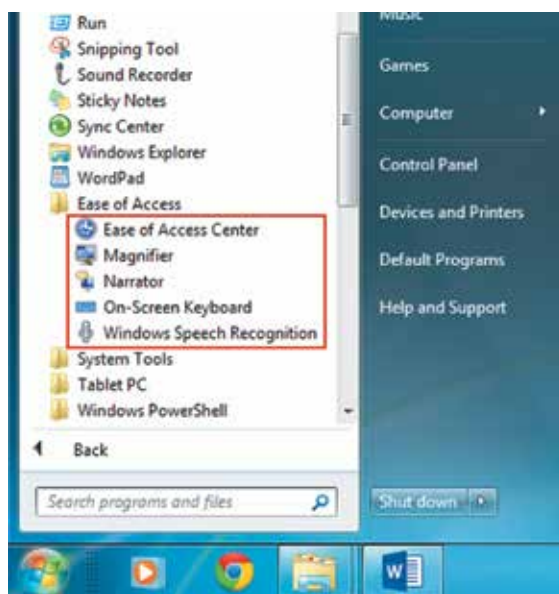 Run
Snipping Tool
Sound Recorder
Sticky Notes
Sync Center
Windows Explorer
WordPad
Ease of Access
Ease of Access Center
Magnifier
Narrator
On-Screen Keyboard
Windows Speech Recognition
System Tools
Tablet PC
Windows PowerShell
Back
Search programs and files
Music
Games
Computer
Control Panel
Devices and Printers
Default Programs
Help and Support
Shut down
W